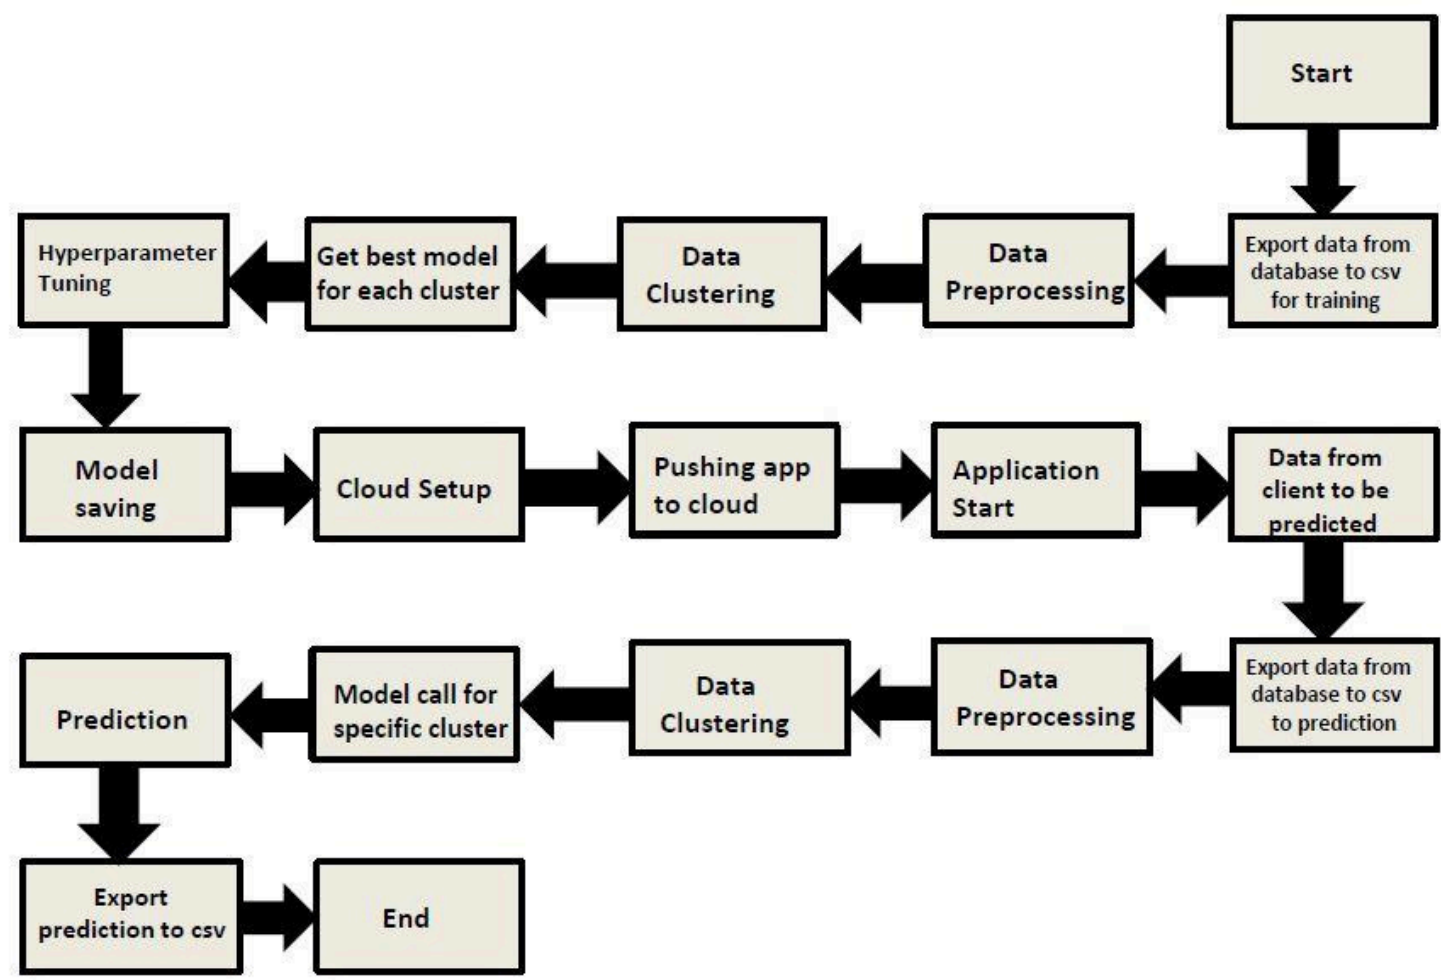 Start
Export data from
database to csv
for training
Data
Preprocessing
Data
Clustering
Get best model
for each cluster
Hyperparameter
Tuning
Model
saving
Cloud Setup
Pushing app
to cloud
Application
Start
Data from
client to be
predicted
Export data from
database to csv
to prediction
Data
Preprocessing
Data
Clustering
Model call for
specific cluster
Prediction
Export
prediction to csv
End